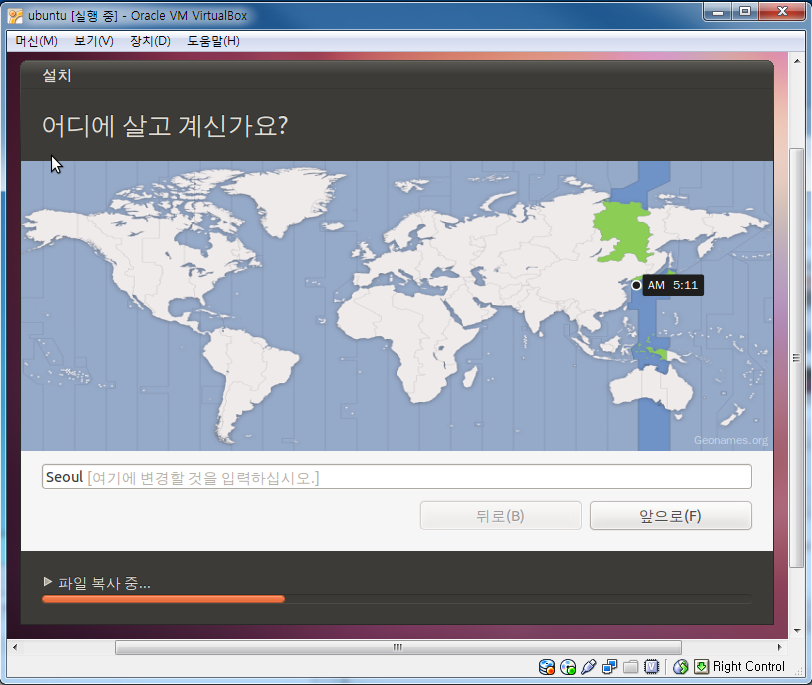 ubuntu [실행 중] - Oracle VM VirtualBox
머신(M) 보기(V) 장치(D) 도움말(H)
설치
어디에 살고 계신가요?
AM 5:11
Geonames.org
Seoul [여기에 변경할 것을 입력하십시오.]
뒤로(B) 앞으로(F)
파일 복사 중...
Right Control